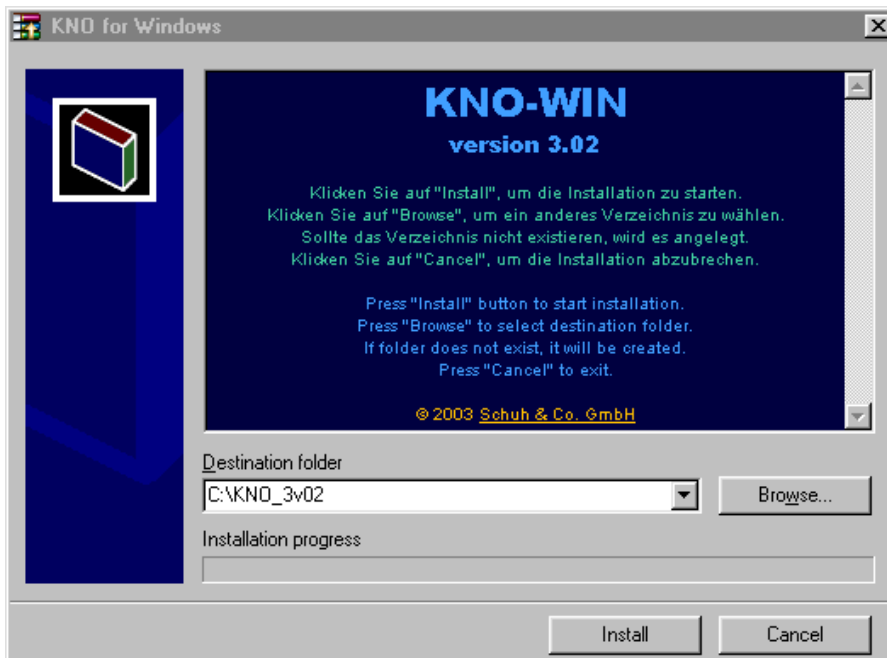 KNO for Windows
KNO-WIN
version 3.02
Klicken Sie auf "Install", um die Installation zu starten.
Klicken Sie auf "Browse", um ein anderes Verzeichnis zu wählen.
Sollte das Verzeichnis nicht existieren, wird es angelegt.
Klicken Sie auf "Cancel", um die Installation abzubrechen.
Press "Install" button to start installation.
Press "Browse" to select destination folder.
If folder does not exist, it will be created.
Press "Cancel" to exit.
© 2003 Schuh & Co. GmbH
Destination folder
C:\KNO_3v02
Browse...
Installation progress
Install
Cancel